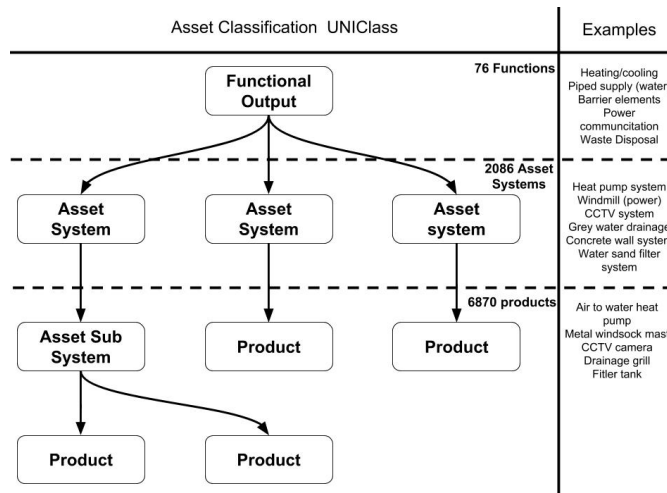 Asset Classification UNIClass
Examples
76 Functions
Functional
Output
Heating/cooling
Piped supply (water
Barrier elements
Power
communcitation
Waste Disposal
2086 Asset
Systems
Asset
System
Asset
System
Asset
system
Heat pump system
Windmill (power)
CCTV system
Grey water drainage
Concrete wall system
Water sand filter
system
6870 products
Asset Sub
System
Product
Product
Air to water heat
pump
Metal windsock mast
CCTV camera
Drainage grill
Fitler tank
Product
Product